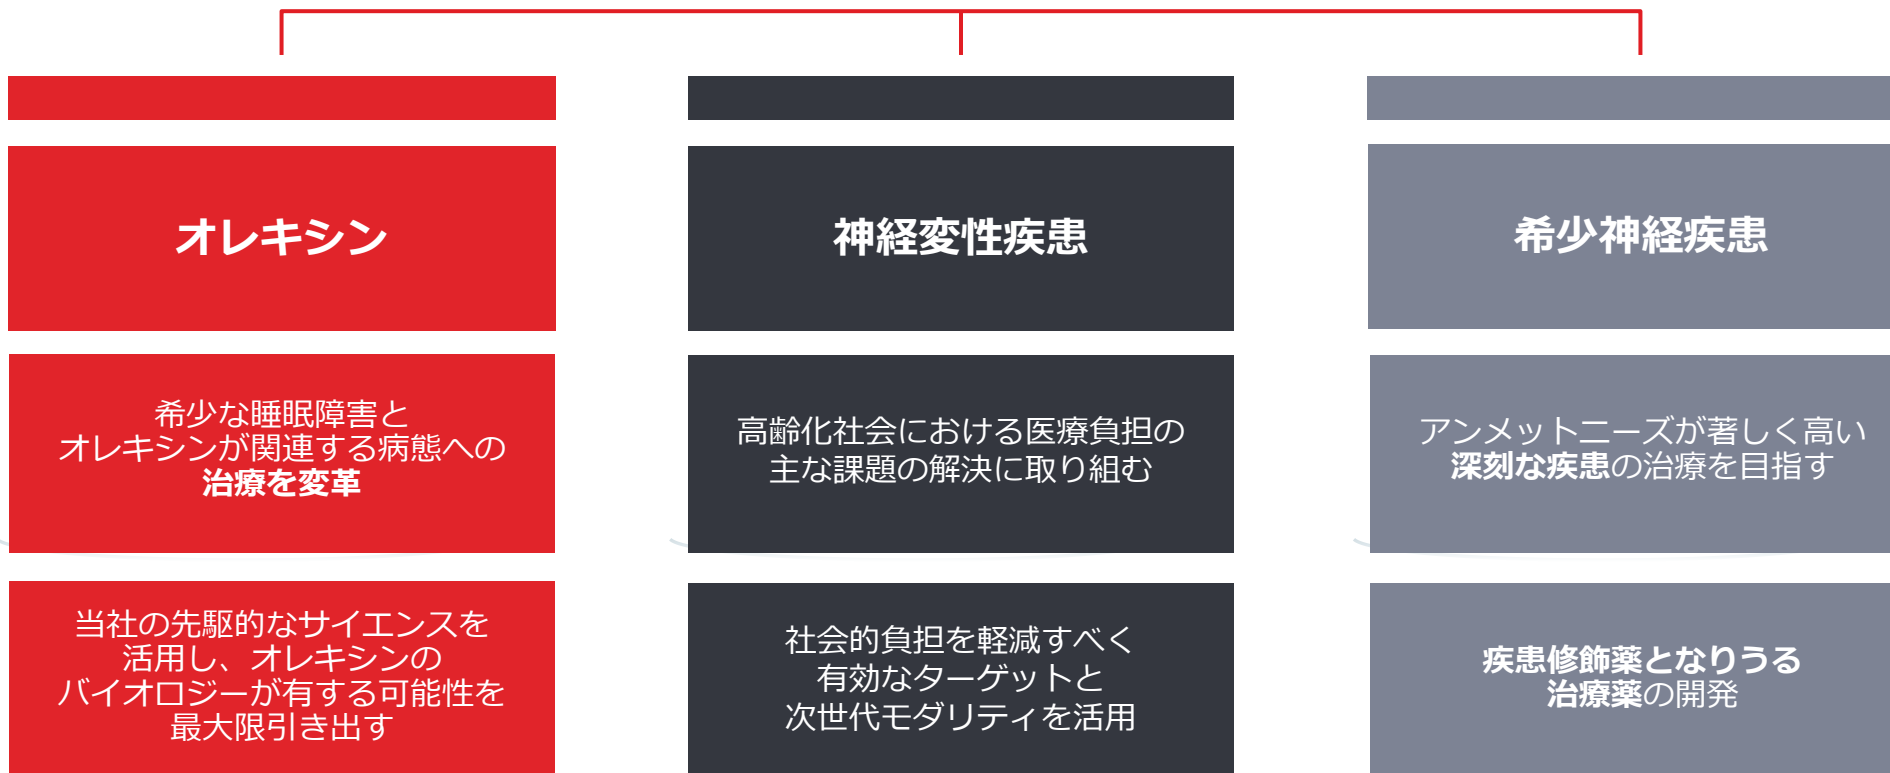 オレキシン
希少な睡眠障害と
オレキシンが関連する病態への
治療を変革
当社の先駆的なサイエンスを
活用し、オレキシンの
バイオロジーが有する可能性を
最大限引き出す
神経変性疾患
高齢化社会における医療負担の
主な課題の解決に取り組む
社会的負担を軽減すべく
有効なターゲットと
次世代モダリティを活用
希少神経疾患
アンメットニーズが著しく高い
深刻な疾患の治療を目指す
疾患修飾薬となりうる
治療薬の開発